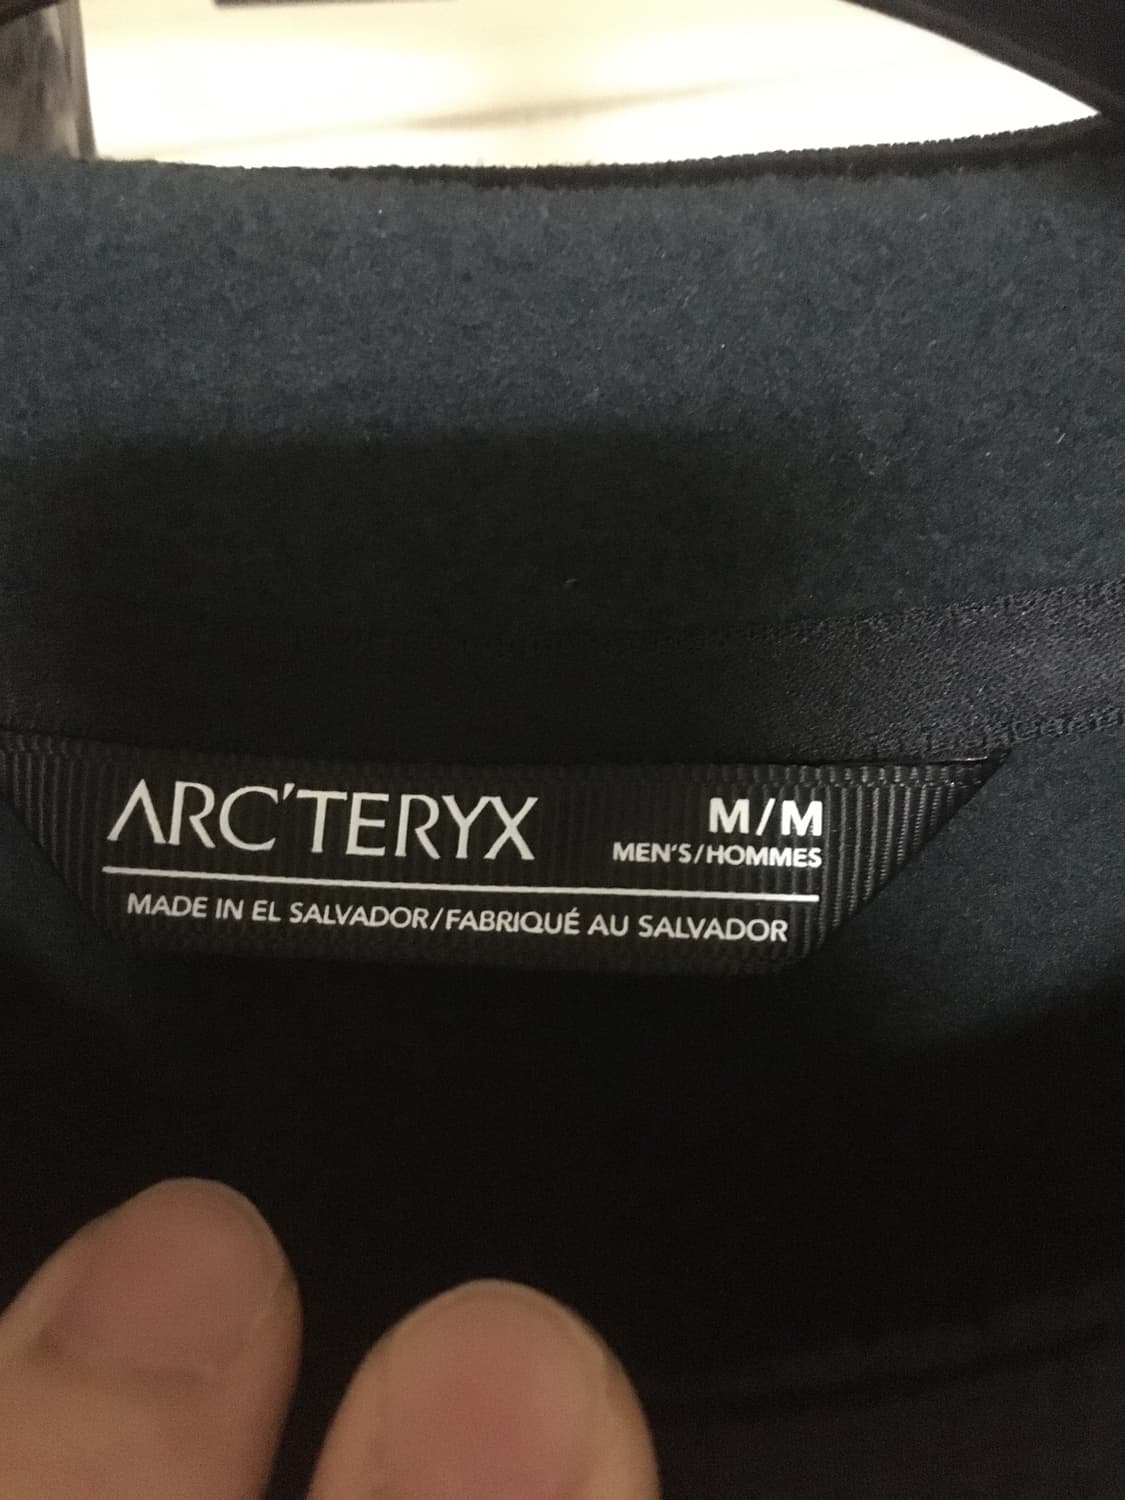 ARC'TERYX
M/M
MEN'S/HOMMES
MADE IN EL SALVADOR/FABRIQUÉ AU SALVADOR